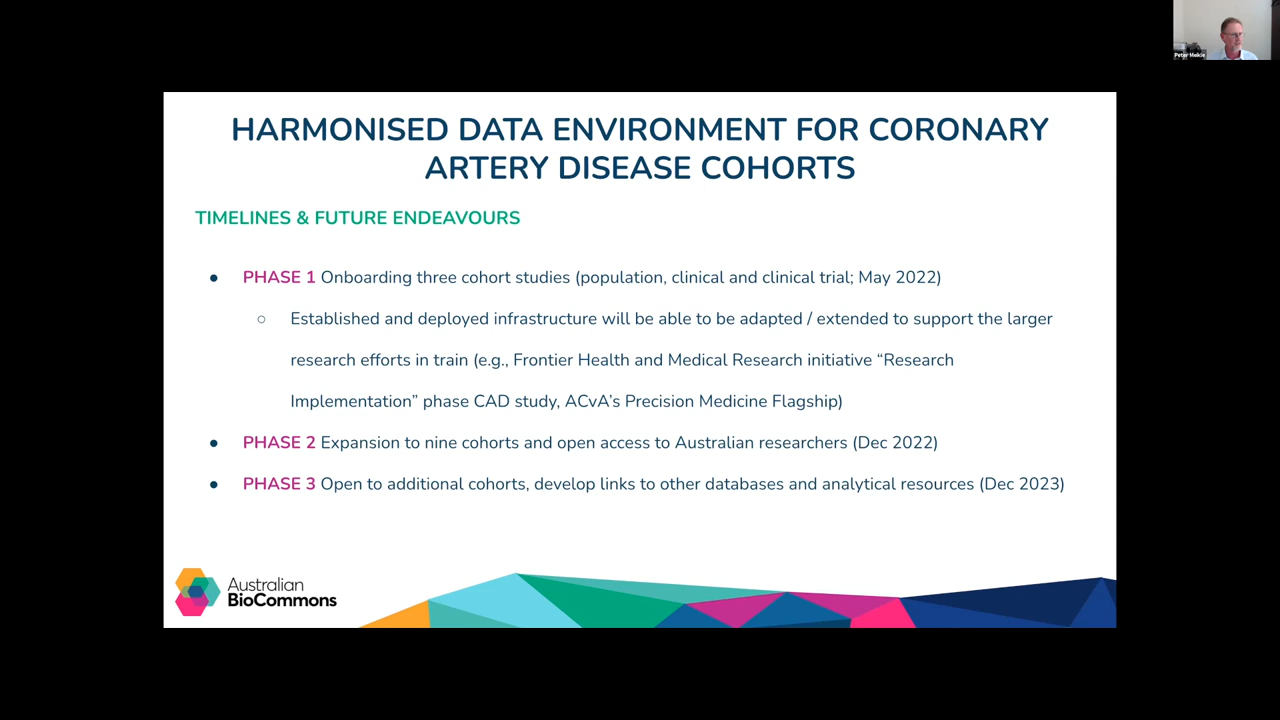 HARMONISED DATA ENVIRONMENT FOR CORONARY
ARTERY DISEASE COHORTS
TIMELINES & FUTURE ENDEAVOURS
● PHASE 1 Onboarding three cohort studies (population, clinical and clinical trial; May 2022)
○ Established and deployed infrastructure will be able to be adapted / extended to support the larger
research efforts in train (e.g., Frontier Health and Medical Research initiative “Research
Implementation” phase CAD study, ACvA’s Precision Medicine Flagship)
● PHASE 2 Expansion to nine cohorts and open access to Australian researchers (Dec 2022)
● PHASE 3 Open to additional cohorts, develop links to other databases and analytical resources (Dec 2023)
Australian
BioCommons
Peter Meikle